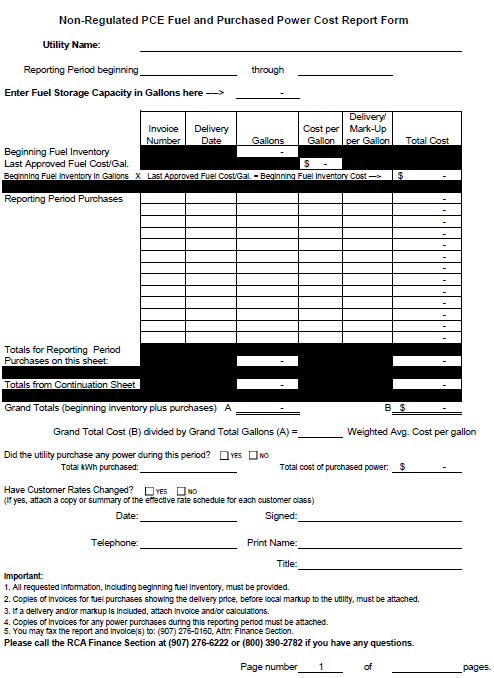 Non-Regulated PCE Fuel and Purchased Power Cost Report Form
Utility Name:
Reporting Period beginning through
Enter Fuel Storage Capacity in Gallons here ----> -
Invoice Number Delivery Date Gallons Cost per Gallon Delivery/ Mark-Up per Gallon Total Cost
Beginning Fuel Inventory -
Last Approved Fuel Cost/Gal. $ -
Beginning Fuel Inventory in Gallons X Last Approved Fuel Cost/Gal. = Beginning Fuel Inventory Cost ----> $ -
Reporting Period Purchases -
-
-
-
-
-
-
-
-
-
-
-
Totals for Reporting Period
Purchases on this sheet: - -
Totals from Continuation Sheet - -
Grand Totals (beginning inventory plus purchases) A - B $ -
Grand Total Cost (B) divided by Grand Total Gallons (A) = Weighted Avg. Cost per gallon
Did the utility purchase any power during this period? YES NO
Total kWh purchased: Total cost of purchased power: $ -
Have Customer Rates Changed? YES NO
(If yes, attach a copy or summary of the effective rate schedule for each customer class)
Date: Signed:
Telephone: Print Name:
Title:
Important:
1. All requested information, including beginning fuel inventory, must be provided.
2. Copies of invoices for fuel purchases showing the delivery price, before local markup to the utility, must be attached.
3. If a delivery and/or markup is included, attach invoice and/or calculations.
4. Copies of invoices for any power purchases during this reporting period must be attached.
5. You may fax the report and invoice(s) to: (907) 276-0160, Attn: Finance Section.
Please call the RCA Finance Section at (907) 276-6222 or (800) 390-2782 if you have any questions.
Page number 1 of pages.